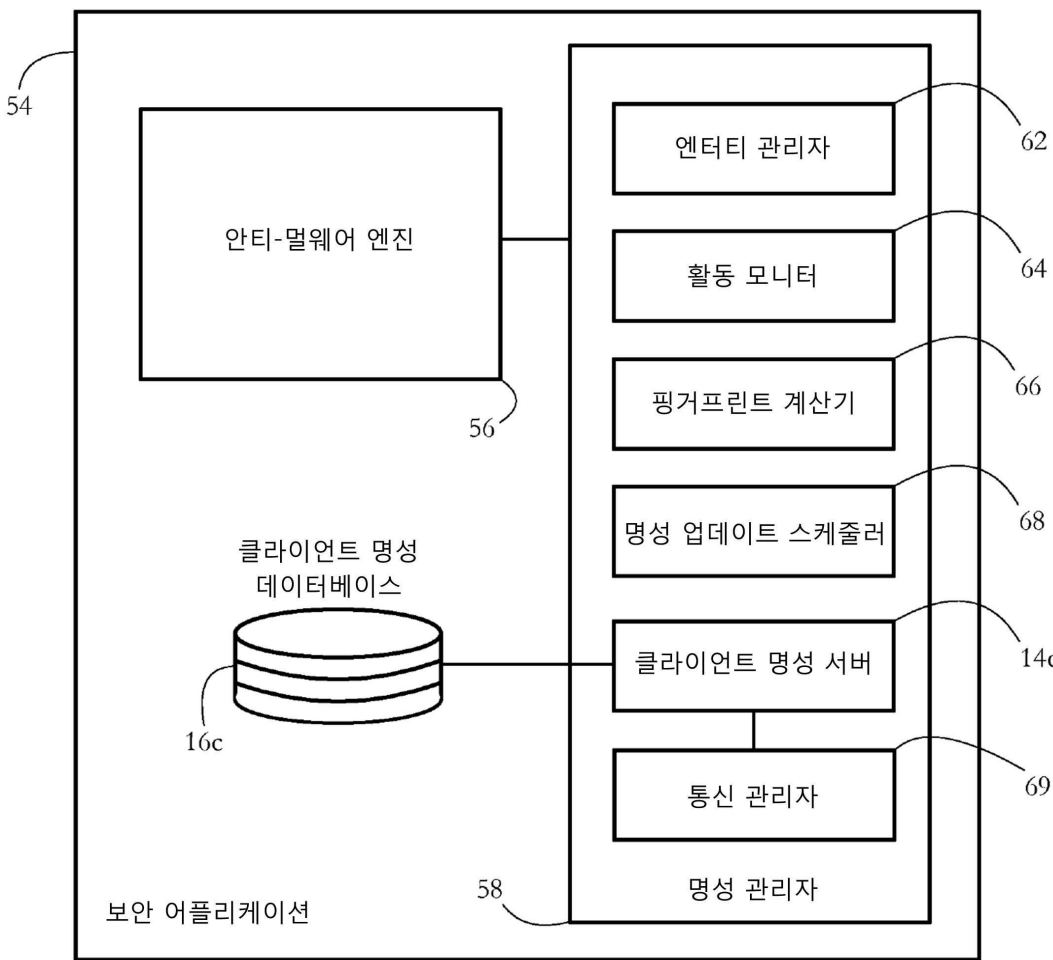 54
엔터티 관리자
62
안티-멀웨어 엔진
활동 모니터
64
핑거프린트 계산기
66
56
명성 업데이트 스케줄러
68
클라이언트 명성
데이터베이스
클라이언트 명성 서버
14c
16c
통신 관리자
69
명성 관리자
58
보안 어플리케이션